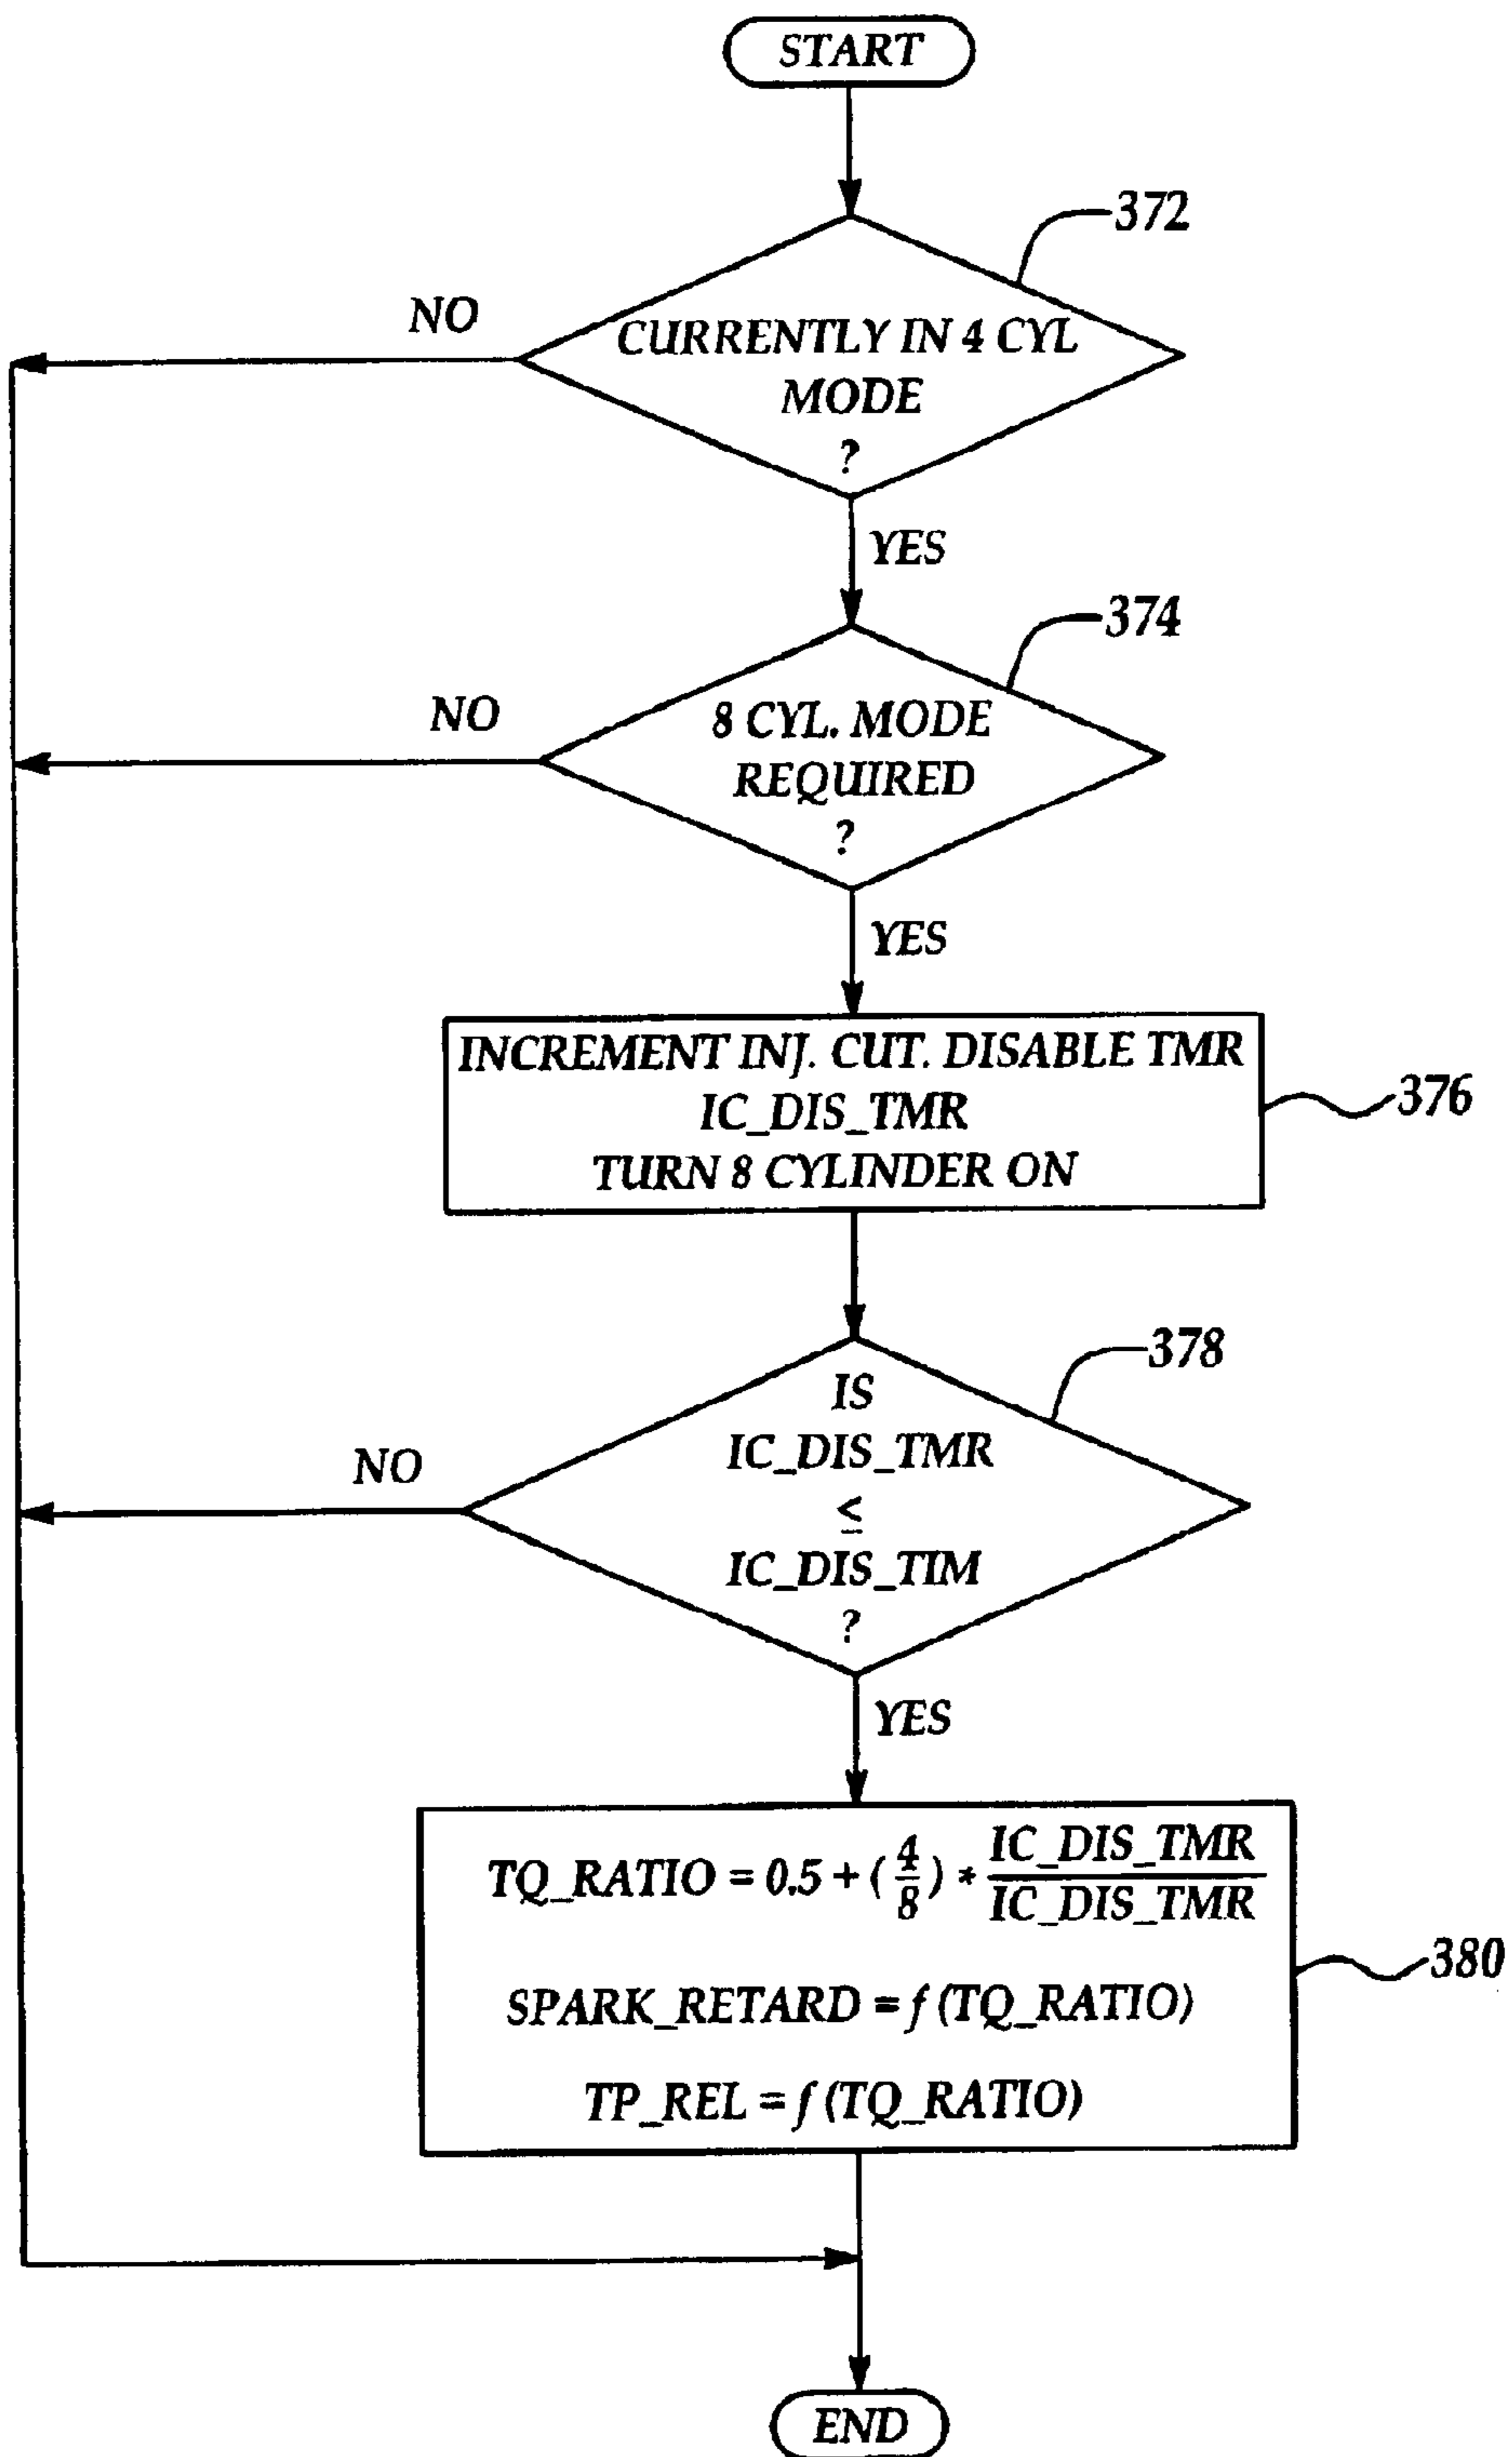 START
372
NO
CURRENTLY IN 4 CYL
MODE
?
YES
374
NO
8 CYL. MODE
REQUIRED
?
YES
INCREMENT INJ. CUT. DISABLE TMR
IC_DIS_TMR
TURN 8 CYLINDER ON
376
378
NO
IS
IC_DIS_TMR
≤
IC_DIS_TIM
?
YES
TQ_RATIO = 0.5 + (4/8) * IC_DIS_TMR/IC_DIS_TMR
SPARK_RETARD = f (TQ_RATIO)
TP_REL = f (TQ_RATIO)
380
END